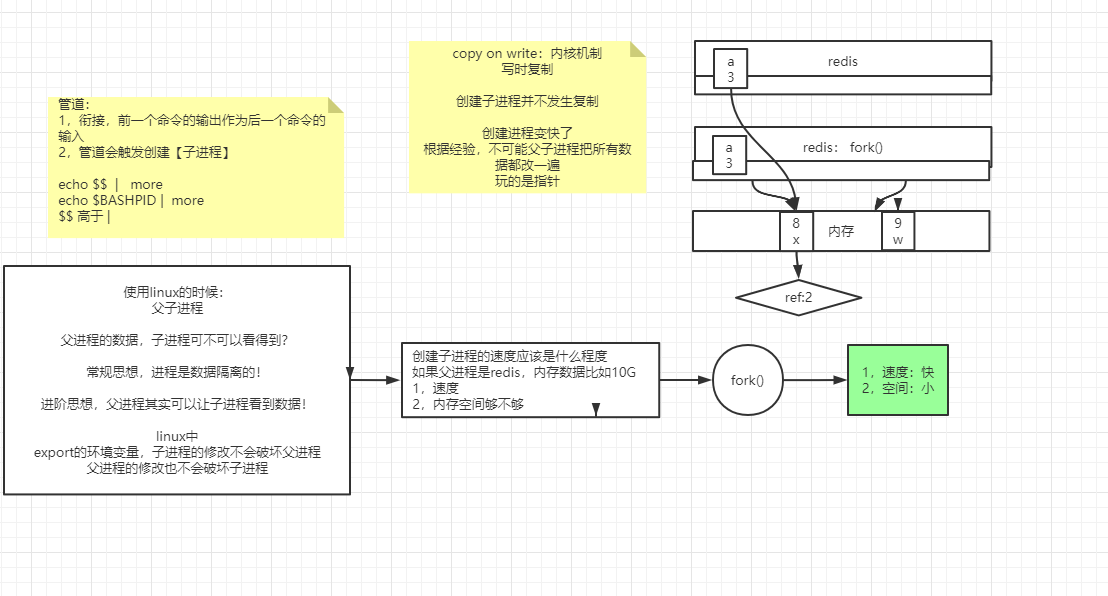 管道：
1，衔接，前一个命令的输出作为后一个命令的
输入
2，管道会触发创建【子进程】
echo $$ | more
echo $BASHPID | more
$$ 高于 |
copy on write：内核机制
写时复制
创建子进程并不发生复制
创建进程变快了
根据经验，不可能父子进程把所有数
据都改一遍
玩的是指针
a
3
redis
a
3
redis： fork()
8
x
内存
9
w
ref:2
使用linux的时候：
父子进程
父进程的数据，子进程可不可以看得到？
常规思想，进程是数据隔离的！
进阶思想，父进程其实可以让子进程看到数据！
linux中
export的环境变量，子进程的修改不会破坏父进程
父进程的修改也不会破坏子进程
创建子进程的速度应该是什么程度
如果父进程是redis，内存数据比如10G
1，速度
2，内存空间够不够
fork()
1，速度：快
2，空间：小